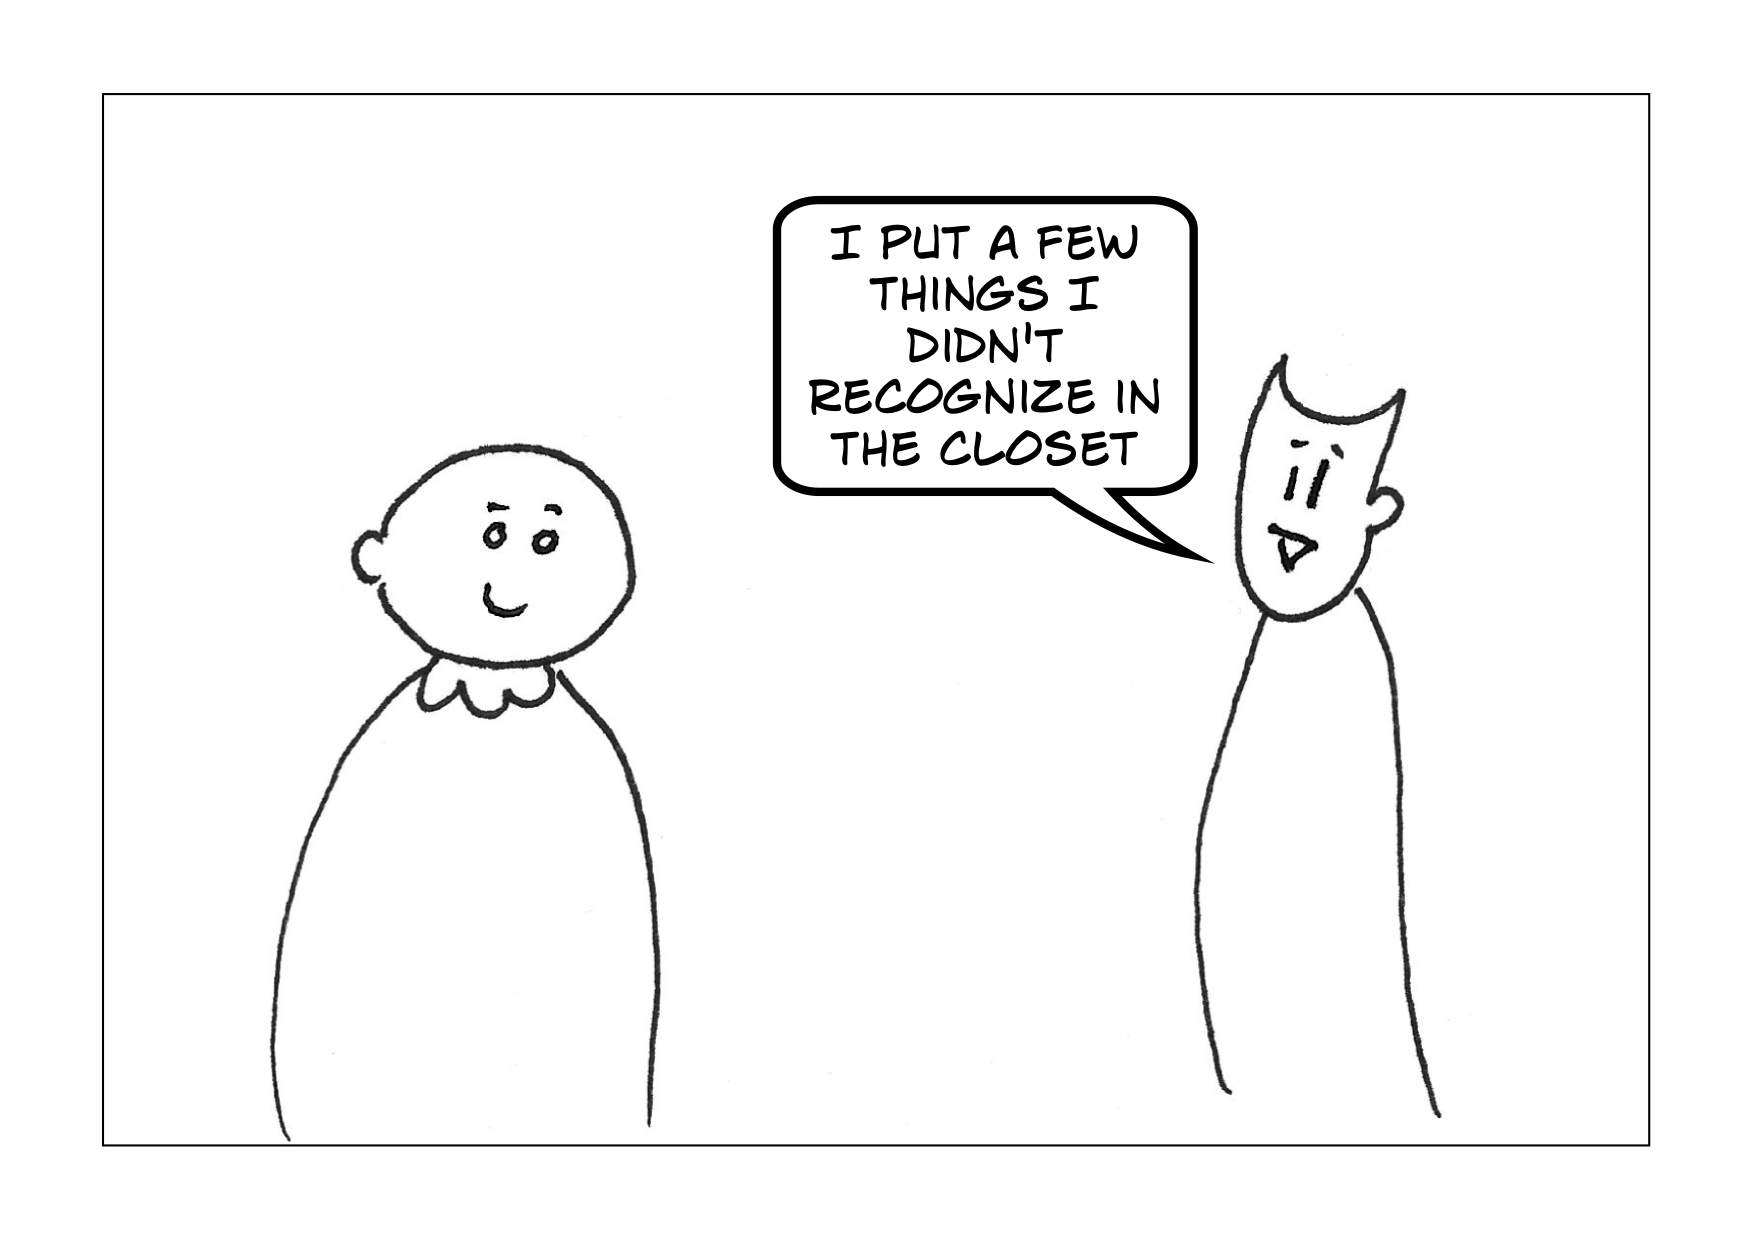 I PUT A FEW
THINGS I
DIDN'T
RECOGNIZE IN
THE CLOSET